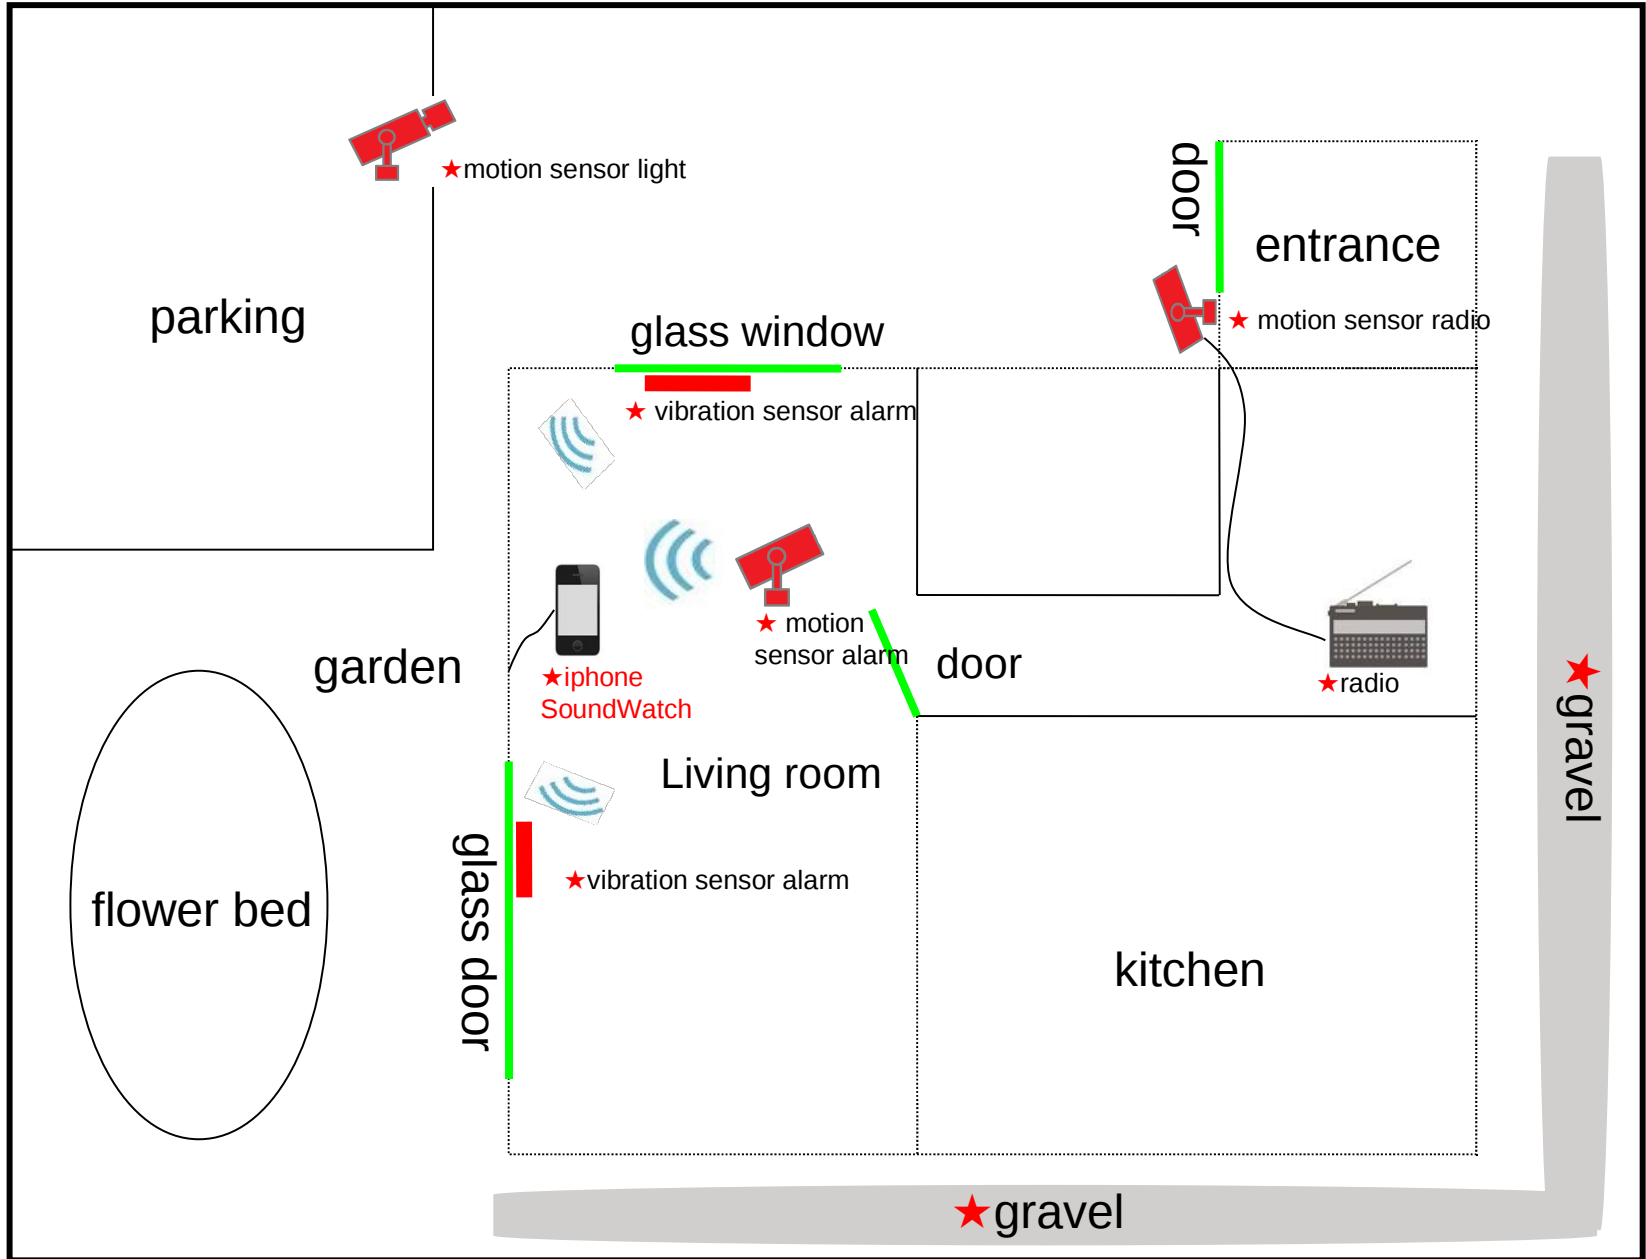 ★motion sensor light
door
entrance
parking
★ motion sensor radio
glass window
★ vibration sensor alarm
★ motion
sensor alarm
door
garden
★iphone
SoundWatch
★radio
★gravel
Living room
glass door
★vibration sensor alarm
flower bed
kitchen
★gravel